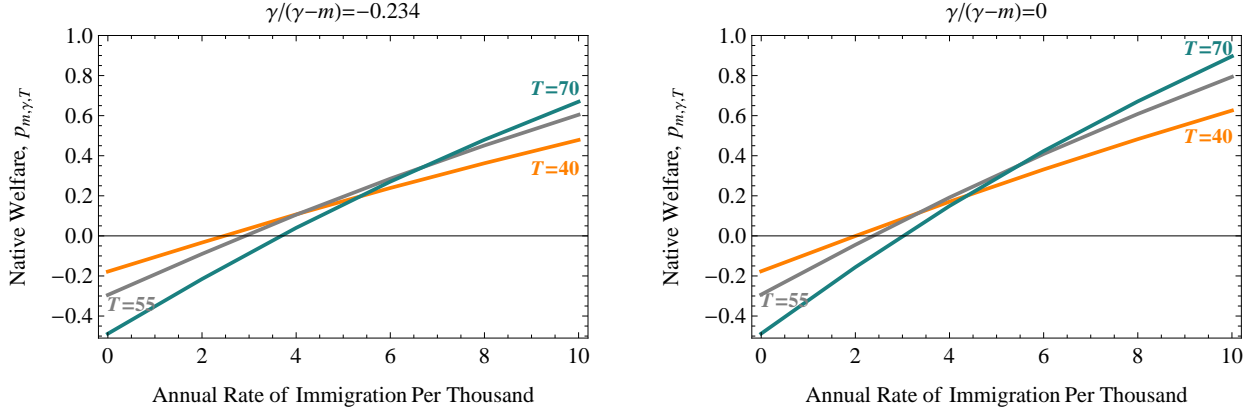 γ/(γ−m)=−0.234
1.0
0.8
0.6
0.4
0.2
0.0
−0.2
−0.4
Native Welfare, p_{m,γ,T}
T=70
T=40
T=55
0 2 4 6 8 10
Annual Rate of Immigration Per Thousand
γ/(γ−m)=0
1.0
0.8
0.6
0.4
0.2
0.0
−0.2
−0.4
Native Welfare, p_{m,γ,T}
T=70
T=40
T=55
0 2 4 6 8 10
Annual Rate of Immigration Per Thousand